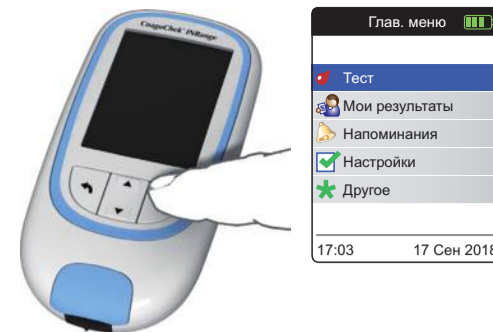 CoaguChek INRange
Глав. меню
Тест
Мои результаты
Напоминания
Настройки
Другое
17:03 17 Сен 2018